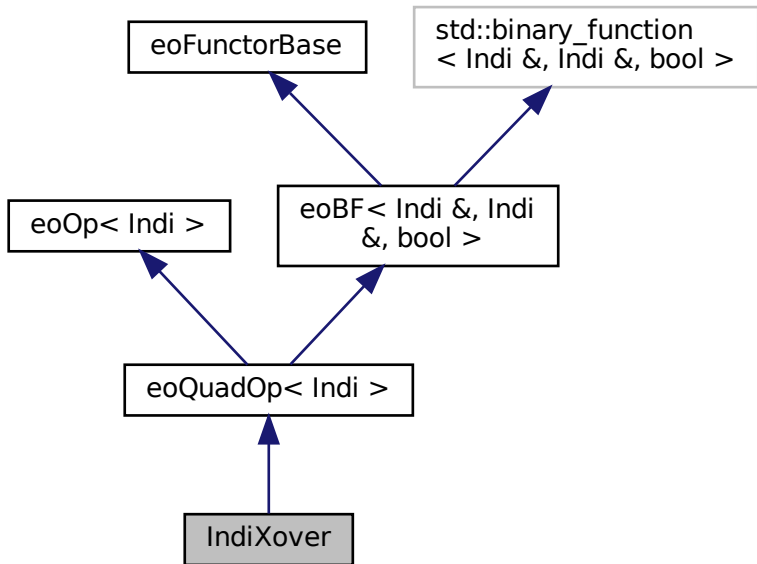 eoFunctorBase
std::binary_function
< Indi &, Indi &, bool >
eoOp< Indi >
eoBF< Indi &, Indi
&, bool >
eoQuadOp< Indi >
IndiXover